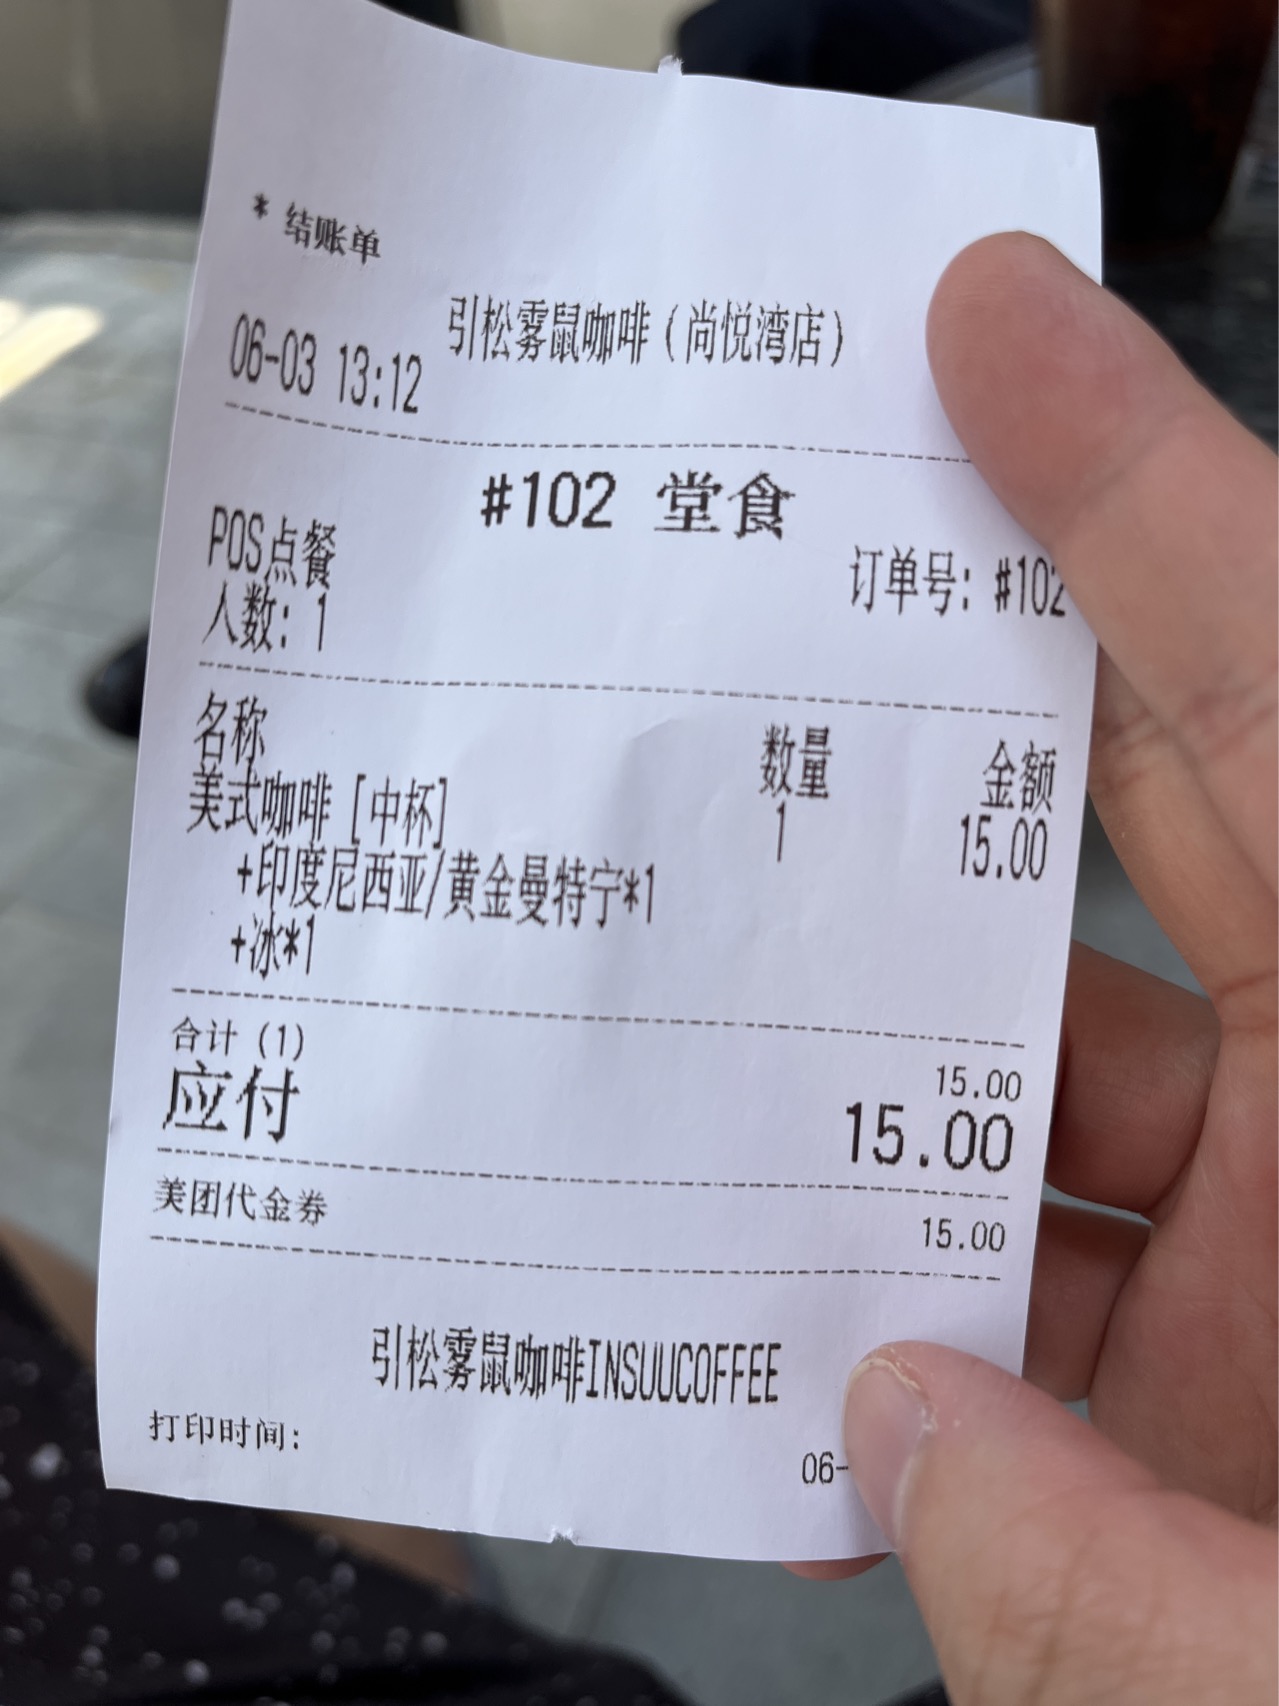 * 结账单
引松雾鼠咖啡（尚悦湾店）
06-03 13:12
#102 堂食
POS点餐
订单号: #102
人数: 1
名称 数量 金额
美式咖啡 [中杯] 1 15.00
+印度尼西亚/黄金曼特宁*1
+冰*1
合计 (1) 15.00
应付 15.00
美团代金券 15.00
引松雾鼠咖啡INSUUCOFFEE
打印时间: 06-